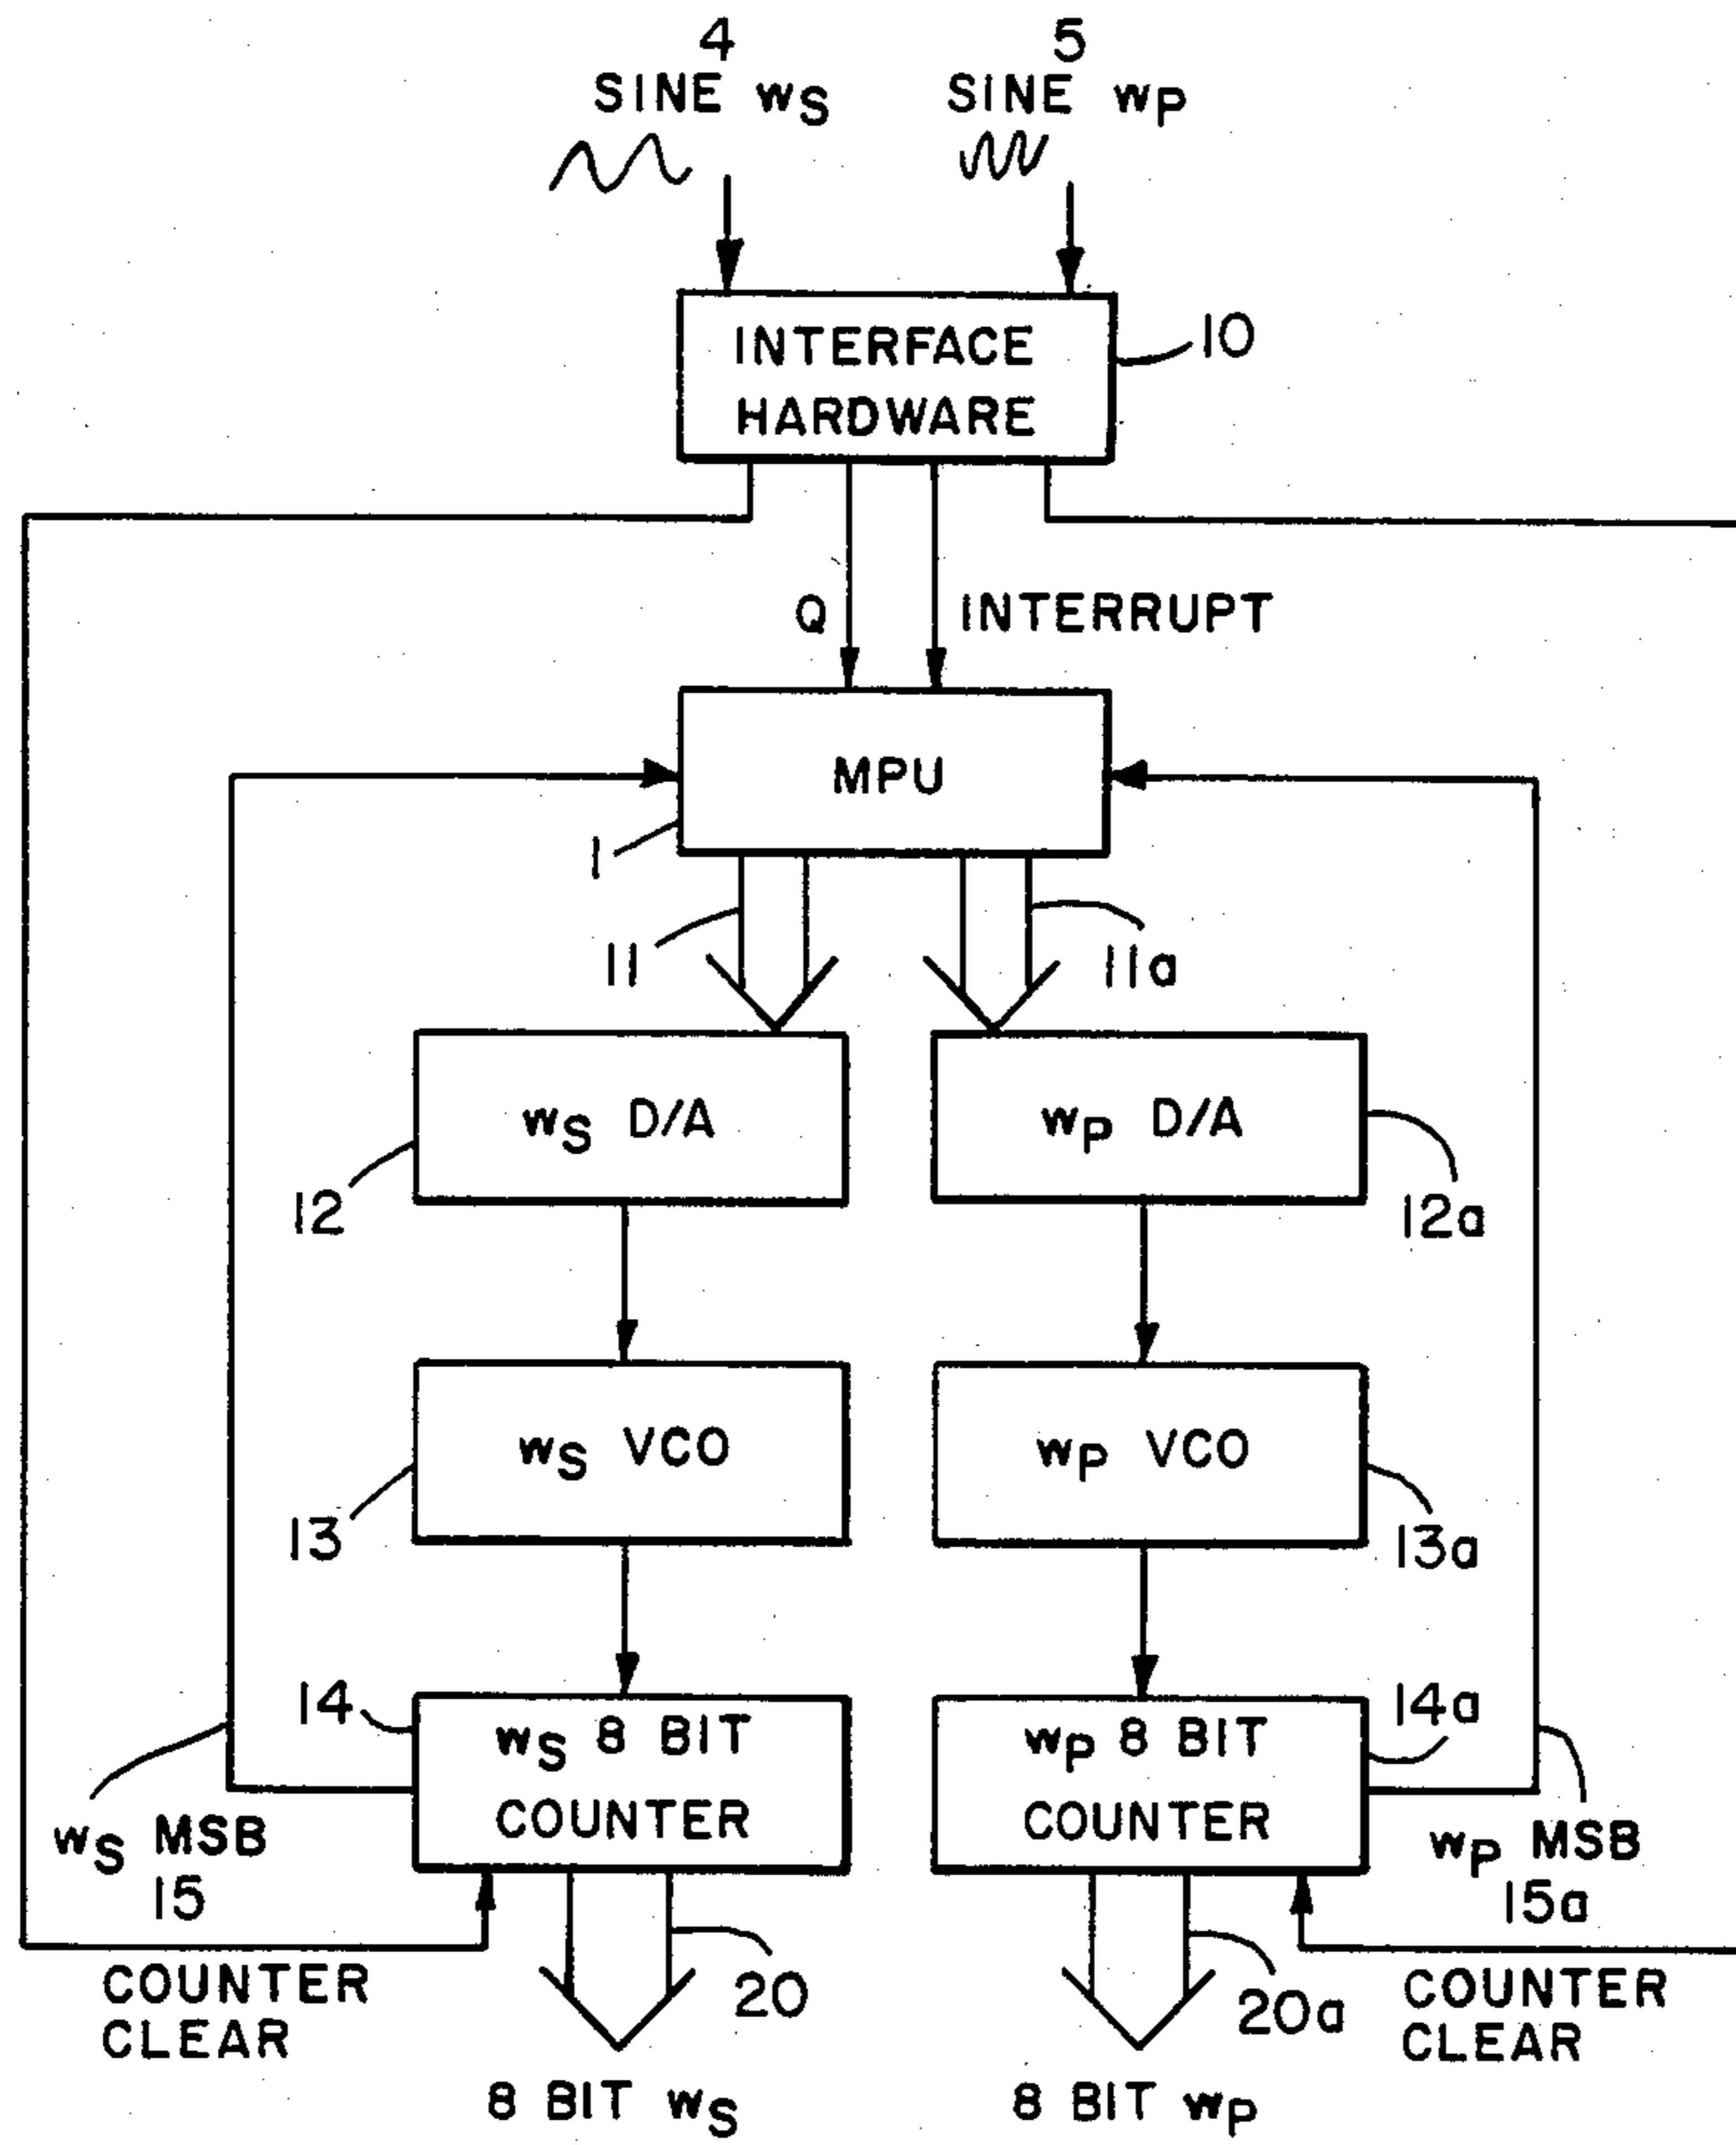 4
SINE wS
5
SINE wP
INTERFACE
HARDWARE
10
Q
INTERRUPT
MPU
1
11
11a
wS D/A
wP D/A
12
12a
wS VCO
wP VCO
13
13a
14
wS 8 BIT
COUNTER
wP 8 BIT
COUNTER
14a
wS MSB
15
wP MSB
15a
COUNTER
CLEAR
20
20a
COUNTER
CLEAR
8 BIT wS
8 BIT wP